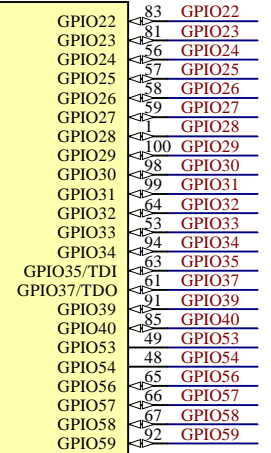 GPIO22 83 GPIO22
GPIO23 81 GPIO23
GPIO24 56 GPIO24
GPIO25 57 GPIO25
GPIO26 58 GPIO26
GPIO27 59 GPIO27
GPIO28 1 GPIO28
GPIO29 100 GPIO29
GPIO30 98 GPIO30
GPIO31 99 GPIO31
GPIO32 64 GPIO32
GPIO33 53 GPIO33
GPIO34 94 GPIO34
GPIO35/TDI 63 GPIO35
GPIO37/TDO 61 GPIO37
GPIO39 91 GPIO39
GPIO40 85 GPIO40
GPIO53 49 GPIO53
GPIO54 48 GPIO54
GPIO56 65 GPIO56
GPIO57 66 GPIO57
GPIO58 67 GPIO58
GPIO59 92 GPIO59